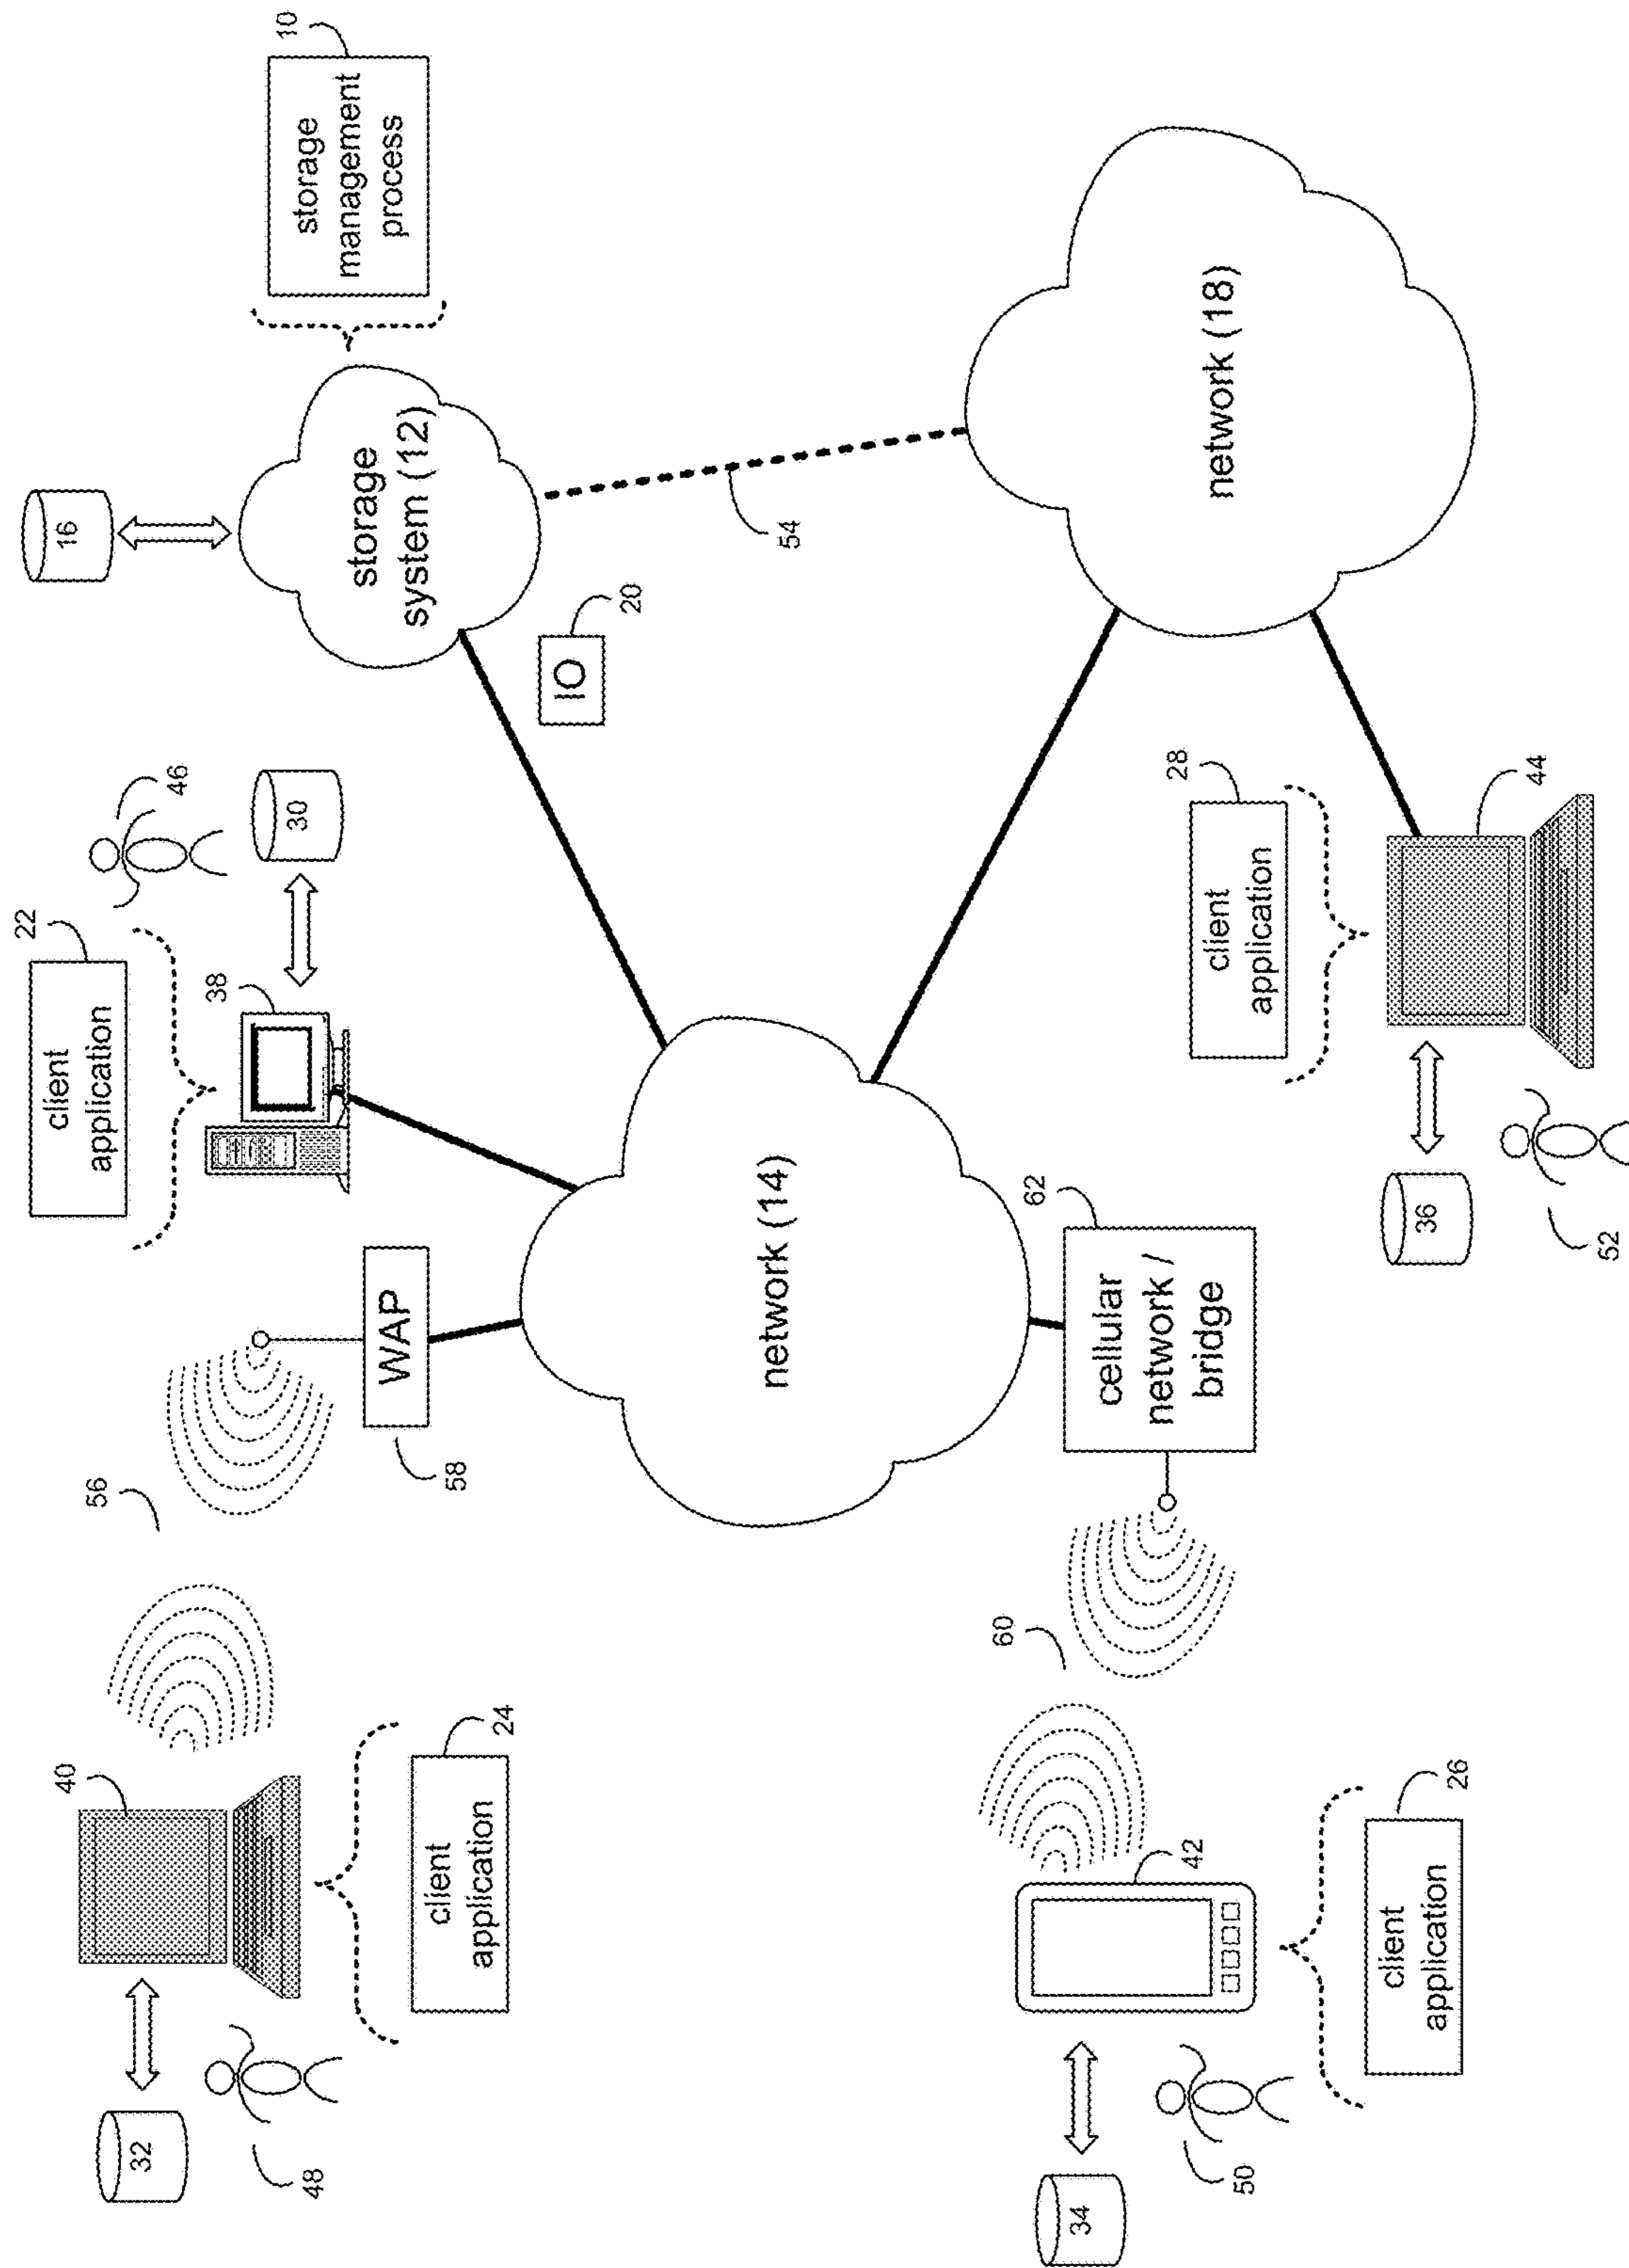 22
client
application
40
16
56
32
46
38
10
30
storage
management
process
48
storage
system (12)
WAP
client
application
58
24
IO
20
network (14)
54
60
62
34
cellular
network /
bridge
28
42
client
application
network (18)
50
client
application
36
26
44
52